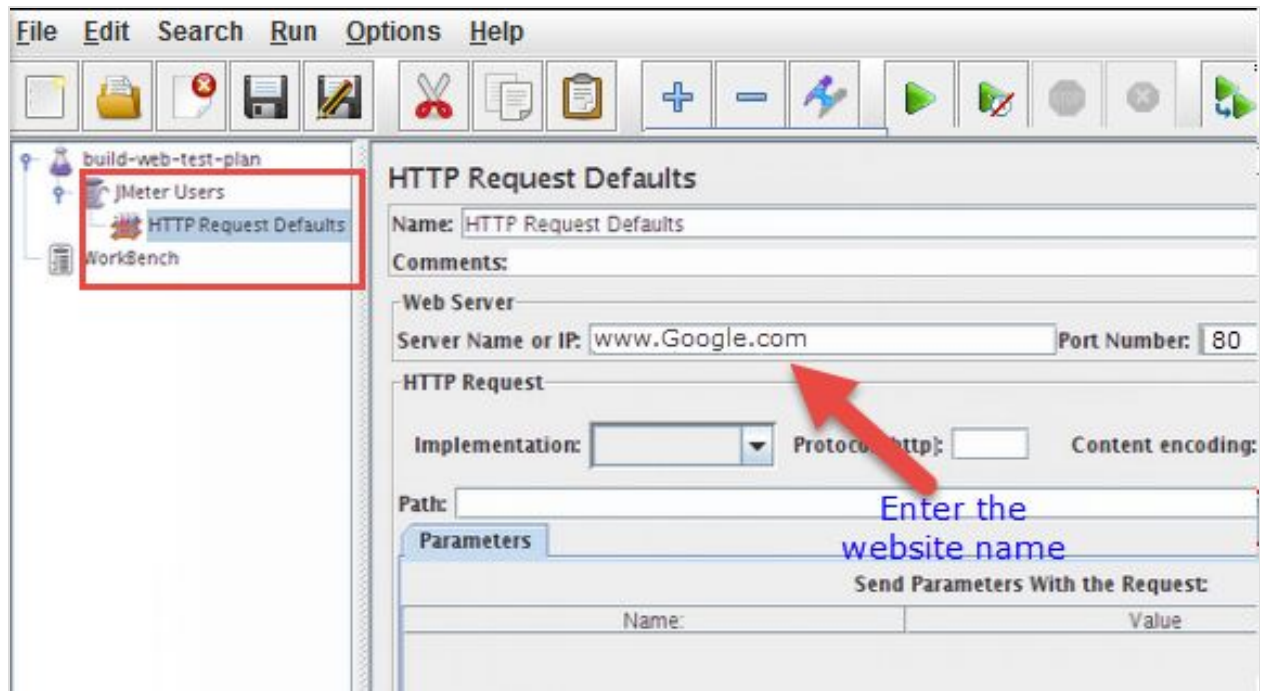 File Edit Search Run Options Help
build-web-test-plan
JMeter Users
HTTP Request Defaults
WorkBench
HTTP Request Defaults
Name: HTTP Request Defaults
Comments:
Web Server
Server Name or IP: www.Google.com Port Number: 80
HTTP Request
Implementation: Protocol http): Content encoding:
Path:
Enter the
website name
Parameters
Send Parameters With the Request:
Name: Value